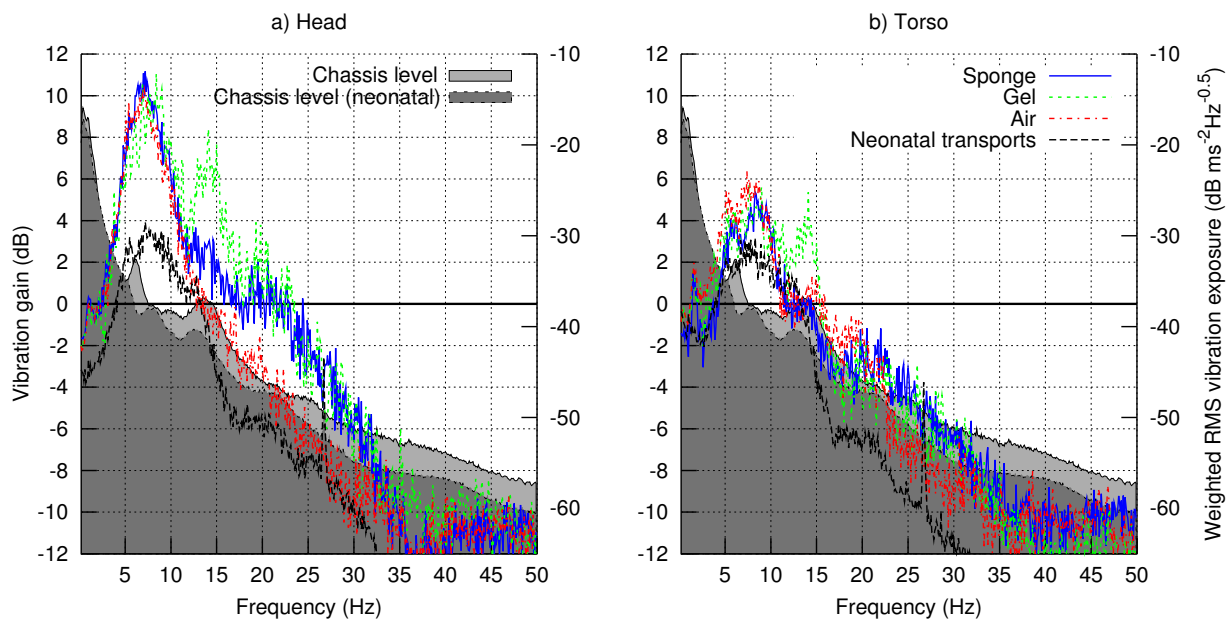 a) Head
b) Torso
12
10
8
6
4
2
0
-2
-4
-6
-8
-10
-12
Vibration gain (dB)
Chassis level
Chassis level (neonatal)
-10
-20
-30
-40
-50
-60
5 10 15 20 25 30 35 40 45 50
Frequency (Hz)
12
10
8
6
4
2
0
-2
-4
-6
-8
-10
-12
Sponge
Gel
Air
Neonatal transports
-10
-20
-30
-40
-50
-60
Weighted RMS vibration exposure (dB ms-2Hz-0.5)
5 10 15 20 25 30 35 40 45 50
Frequency (Hz)